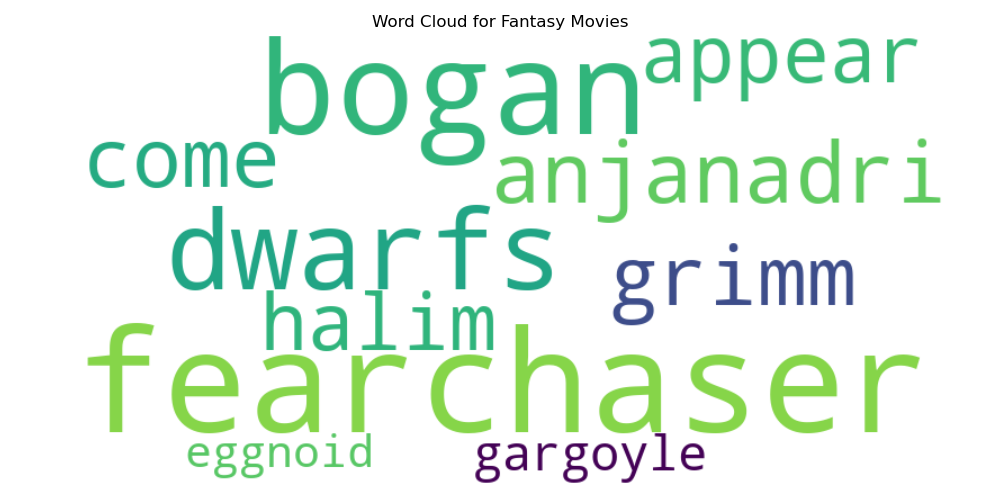 Word Cloud for Fantasy Movies
bogan
appear
come
anjanadri
dwarfs
grimm
halim
fearchaser
eggnoid
gargoyle